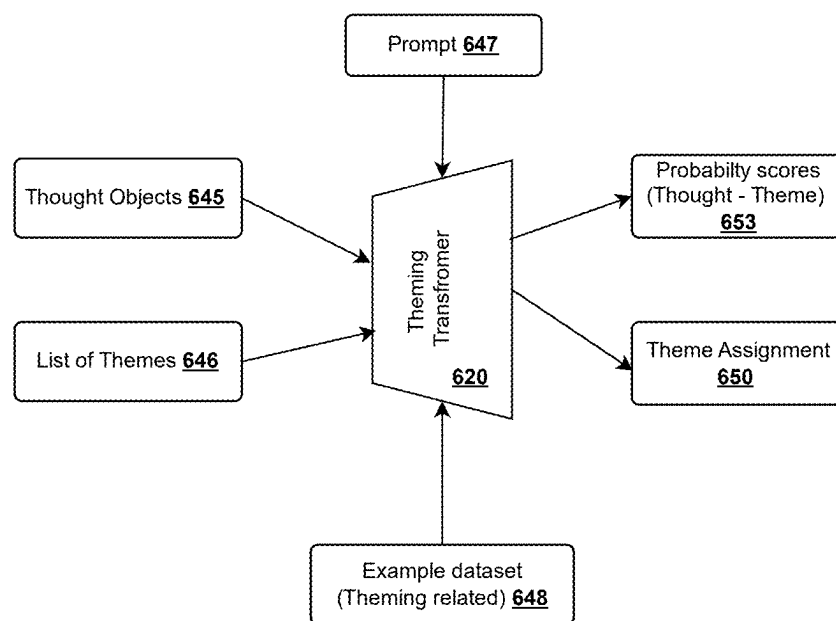 Prompt 647
Thought Objects 645
List of Themes 646
Theming
Transfromer
620
Probabilty scores
(Thought - Theme)
653
Theme Assignment
650
Example dataset
(Theming related) 648